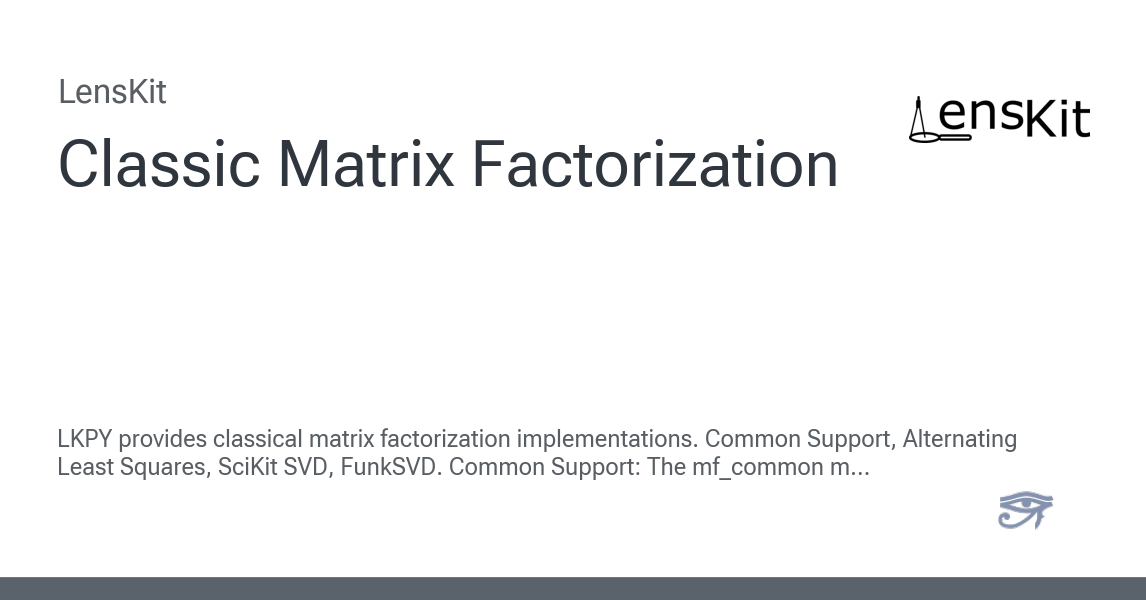 LensKit
LensKit
Classic Matrix Factorization
LKPY provides classical matrix factorization implementations. Common Support, Alternating
Least Squares, SciKit SVD, FunkSVD. Common Support: The mf_common m...